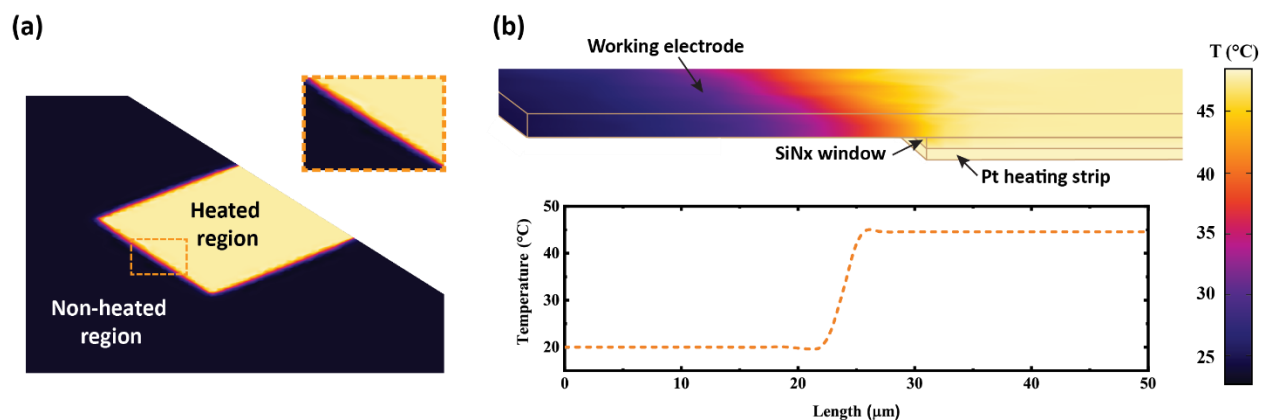 (a)
Heated
region
Non-heated
region
(b)
Working electrode
SiNx window
Pt heating strip
T (°C)
45
40
35
30
25
Temperature (°C)
50
40
30
20
0 10 20 30 40 50
Length (μm)